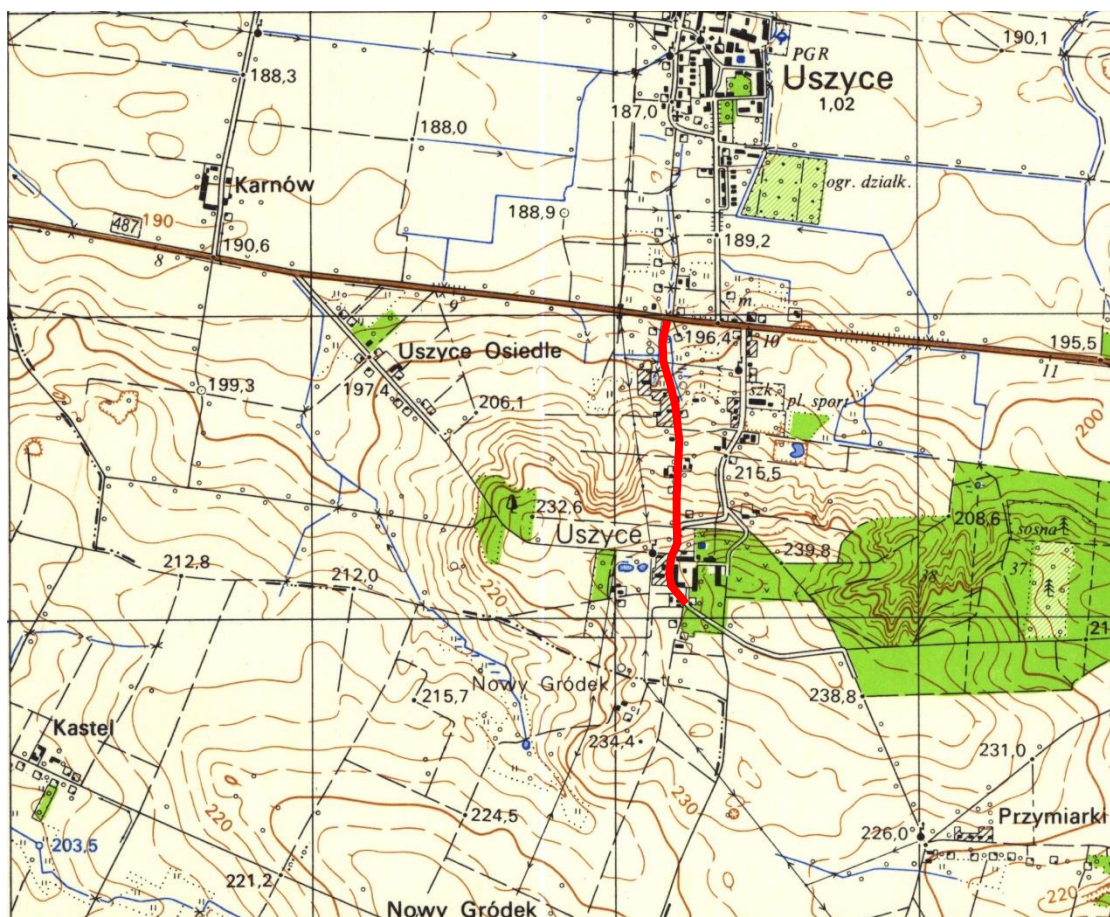 190,1
PGR
Uszyce
1,02
188,3
187,0
188,0
Karnów
ogr. działk.
188,9
487
190
190,6
189,2
8
9
m.
196,4
10
195,5
11
Uszyce Osiedle
197,4
199,3
206,1
szk.
pl. sport
200
215,5
232,6
208,6
sosna
Uszyce
239,8
38
37
212,8
212,0
220
21
Nowy Gródek
215,7
238,8
Kastel
234,4
231,0
230
220
224,5
226,0
Przymiarki
203,5
221,2
220
Nowy Gródek